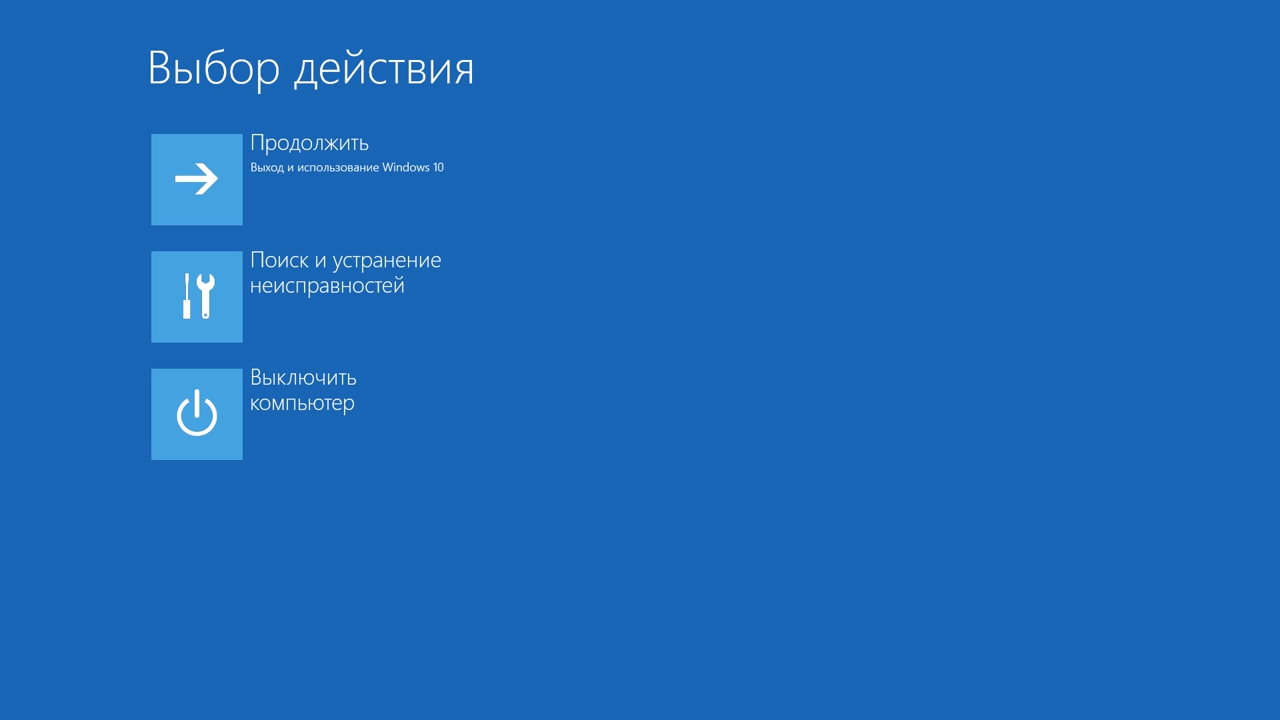 Выбор действия
Продолжить
Выход и использование Windows 10
Поиск и устранение
неисправностей
Выключить
компьютер